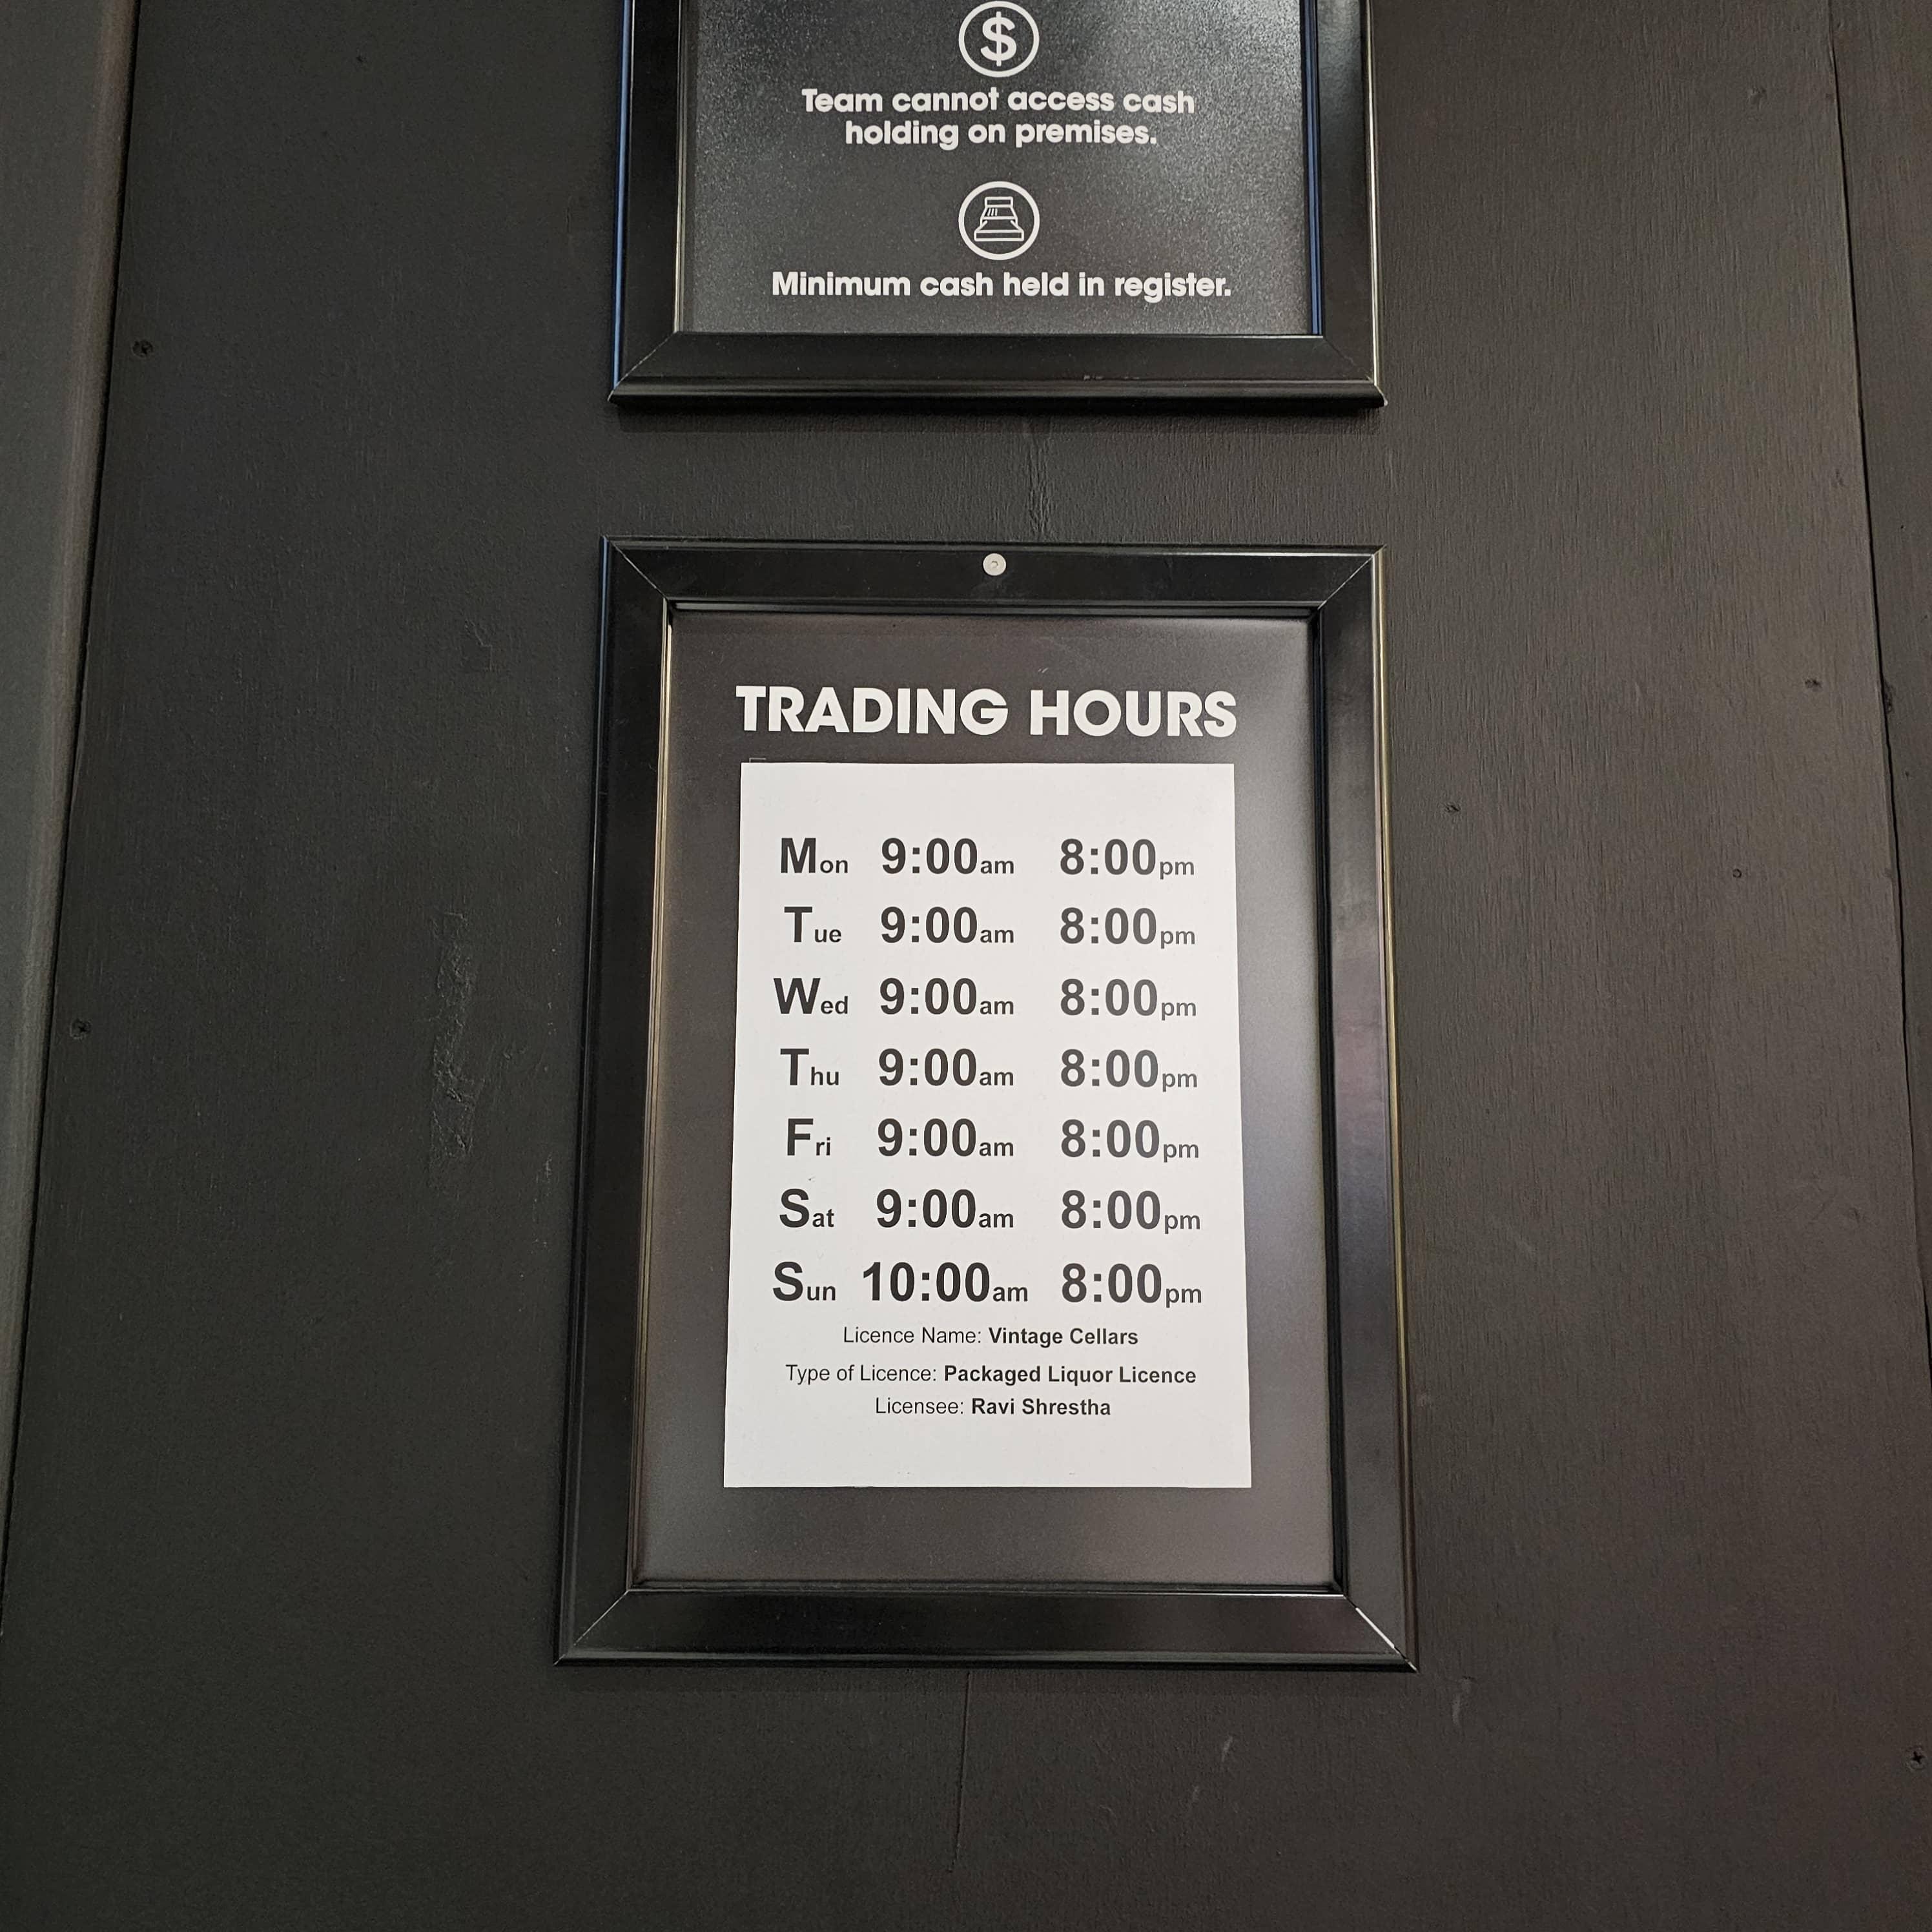 $
Team cannot access cash
holding on premises.
Minimum cash held in register.
TRADING HOURS
Mon 9:00am 8:00pm
Tue 9:00am 8:00pm
Wed 9:00am 8:00pm
Thu 9:00am 8:00pm
Fri 9:00am 8:00pm
Sat 9:00am 8:00pm
Sun 10:00am 8:00pm
Licence Name: Vintage Cellars
Type of Licence: Packaged Liquor Licence
Licensee: Ravi Shrestha